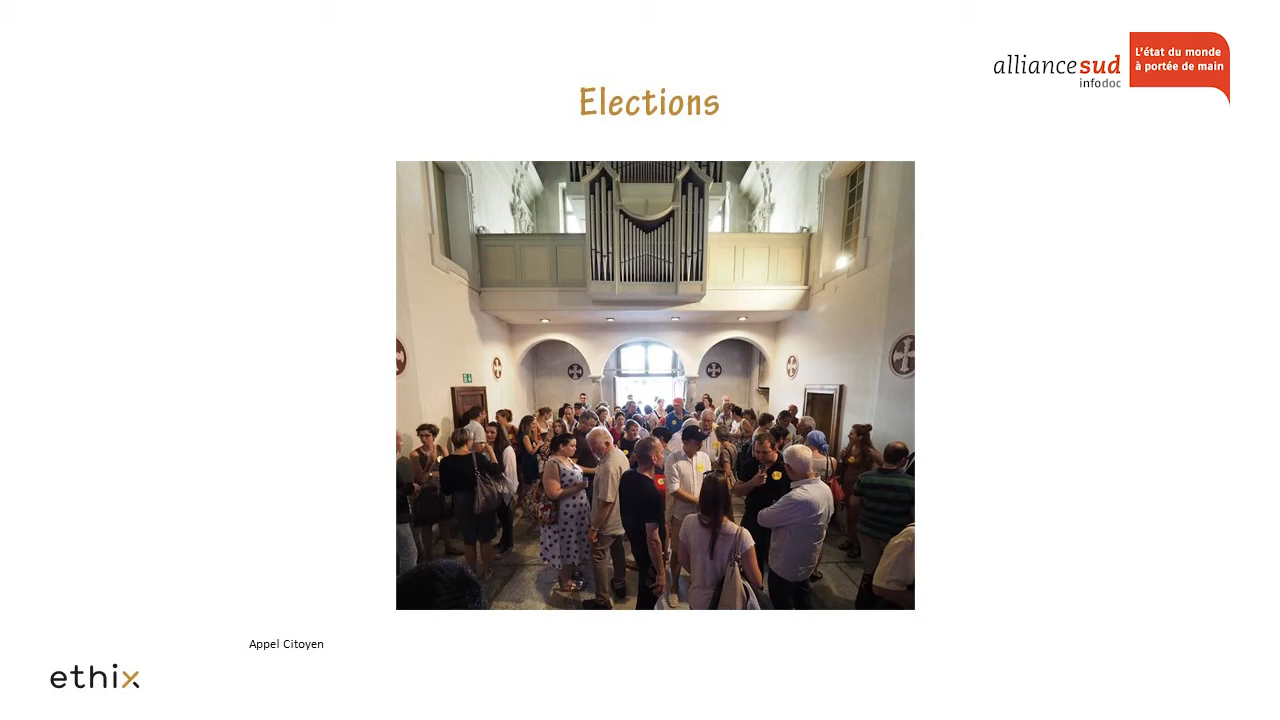 alliancesud
infodoc
L'état du monde
à portée de main
Elections
Appel Citoyen
ethix